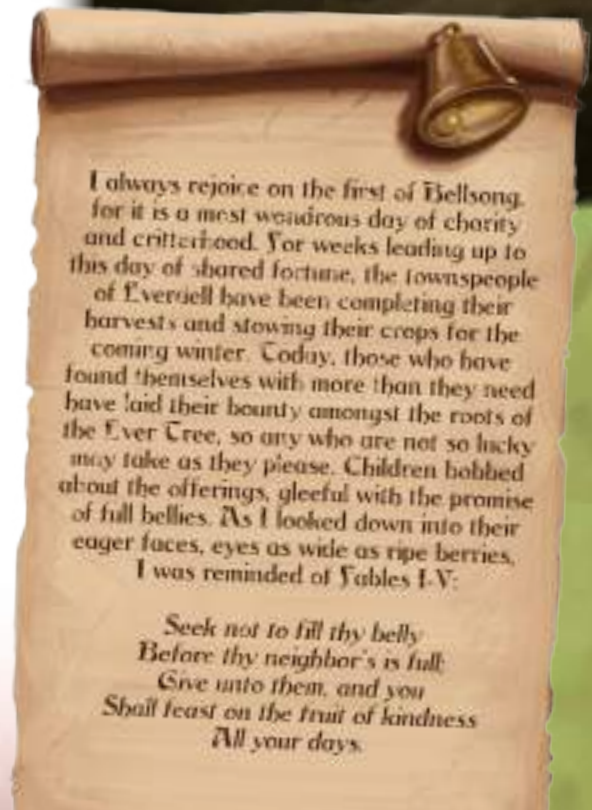 I always rejoice on the first of Bellsong,
for it is a most wondrous day of charity
and critterhood. For weeks leading up to
this day of shared fortune, the townspeople
of Everdell have been completing their
harvests and stowing their crops for the
coming winter. Today, those who have
found themselves with more than they need
have laid their bounty amongst the roots of
the Ever Tree, so any who are not so lucky
may take as they please. Children bobbed
about the offerings, gleeful with the promise
of full bellies. As I looked down into their
eager faces, eyes as wide as ripe berries,
I was reminded of Fables I-V:
Seek not to fill thy belly
Before thy neighbor's is full;
Give unto them, and you
Shall feast on the fruit of kindness
All your days.